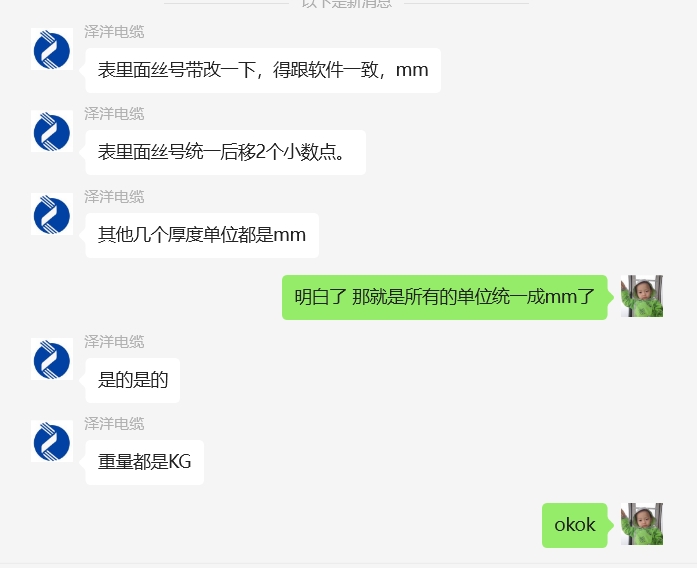 以下是新消息
泽洋电缆
表里面丝号带改一下，得跟软件一致，mm
泽洋电缆
表里面丝号统一后移2个小数点。
泽洋电缆
其他几个厚度单位都是mm
明白了 那就是所有的单位统一成mm了
泽洋电缆
是的是的
泽洋电缆
重量都是KG
okok